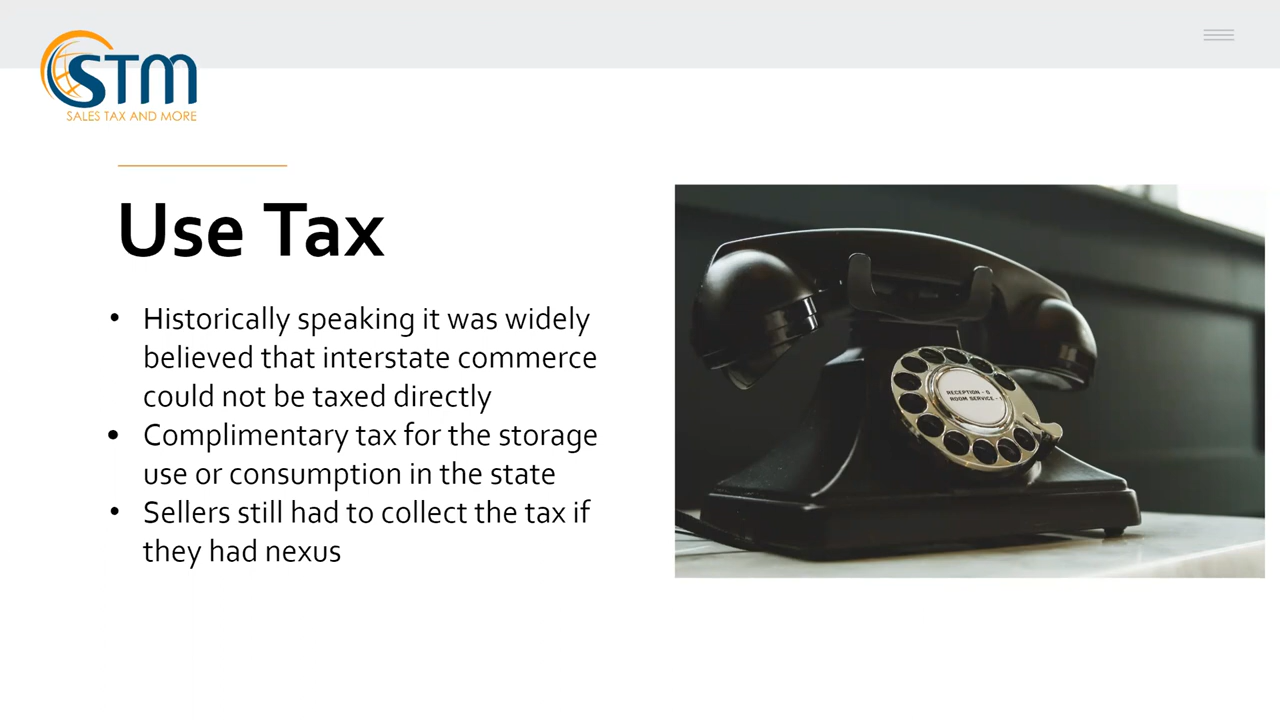 STM
SALES TAX AND MORE
Use Tax
• Historically speaking it was widely
believed that interstate commerce
could not be taxed directly
• Complimentary tax for the storage
use or consumption in the state
• Sellers still had to collect the tax if
they had nexus
RECEPTION - 0
ROOM SERVICE -